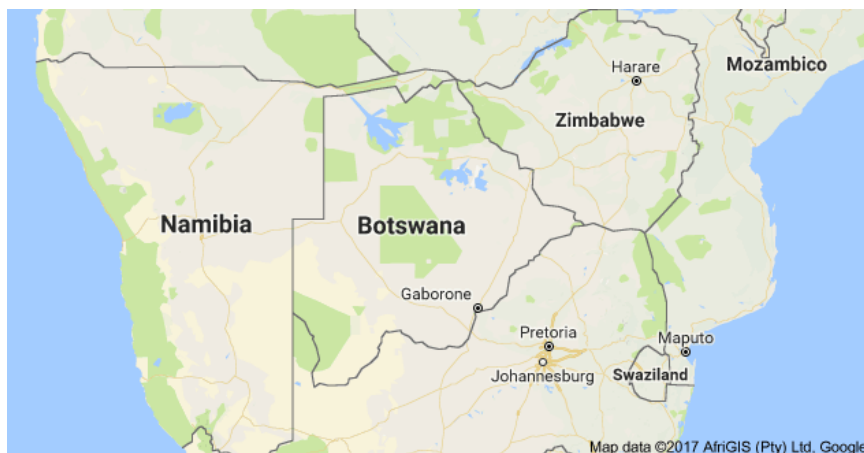 Harare
Mozambico
Zimbabwe
Namibia
Botswana
Gaborone
Pretoria
Maputo
Johannesburg
Swaziland
Map data ©2017 AfriGIS (Pty) Ltd, Google